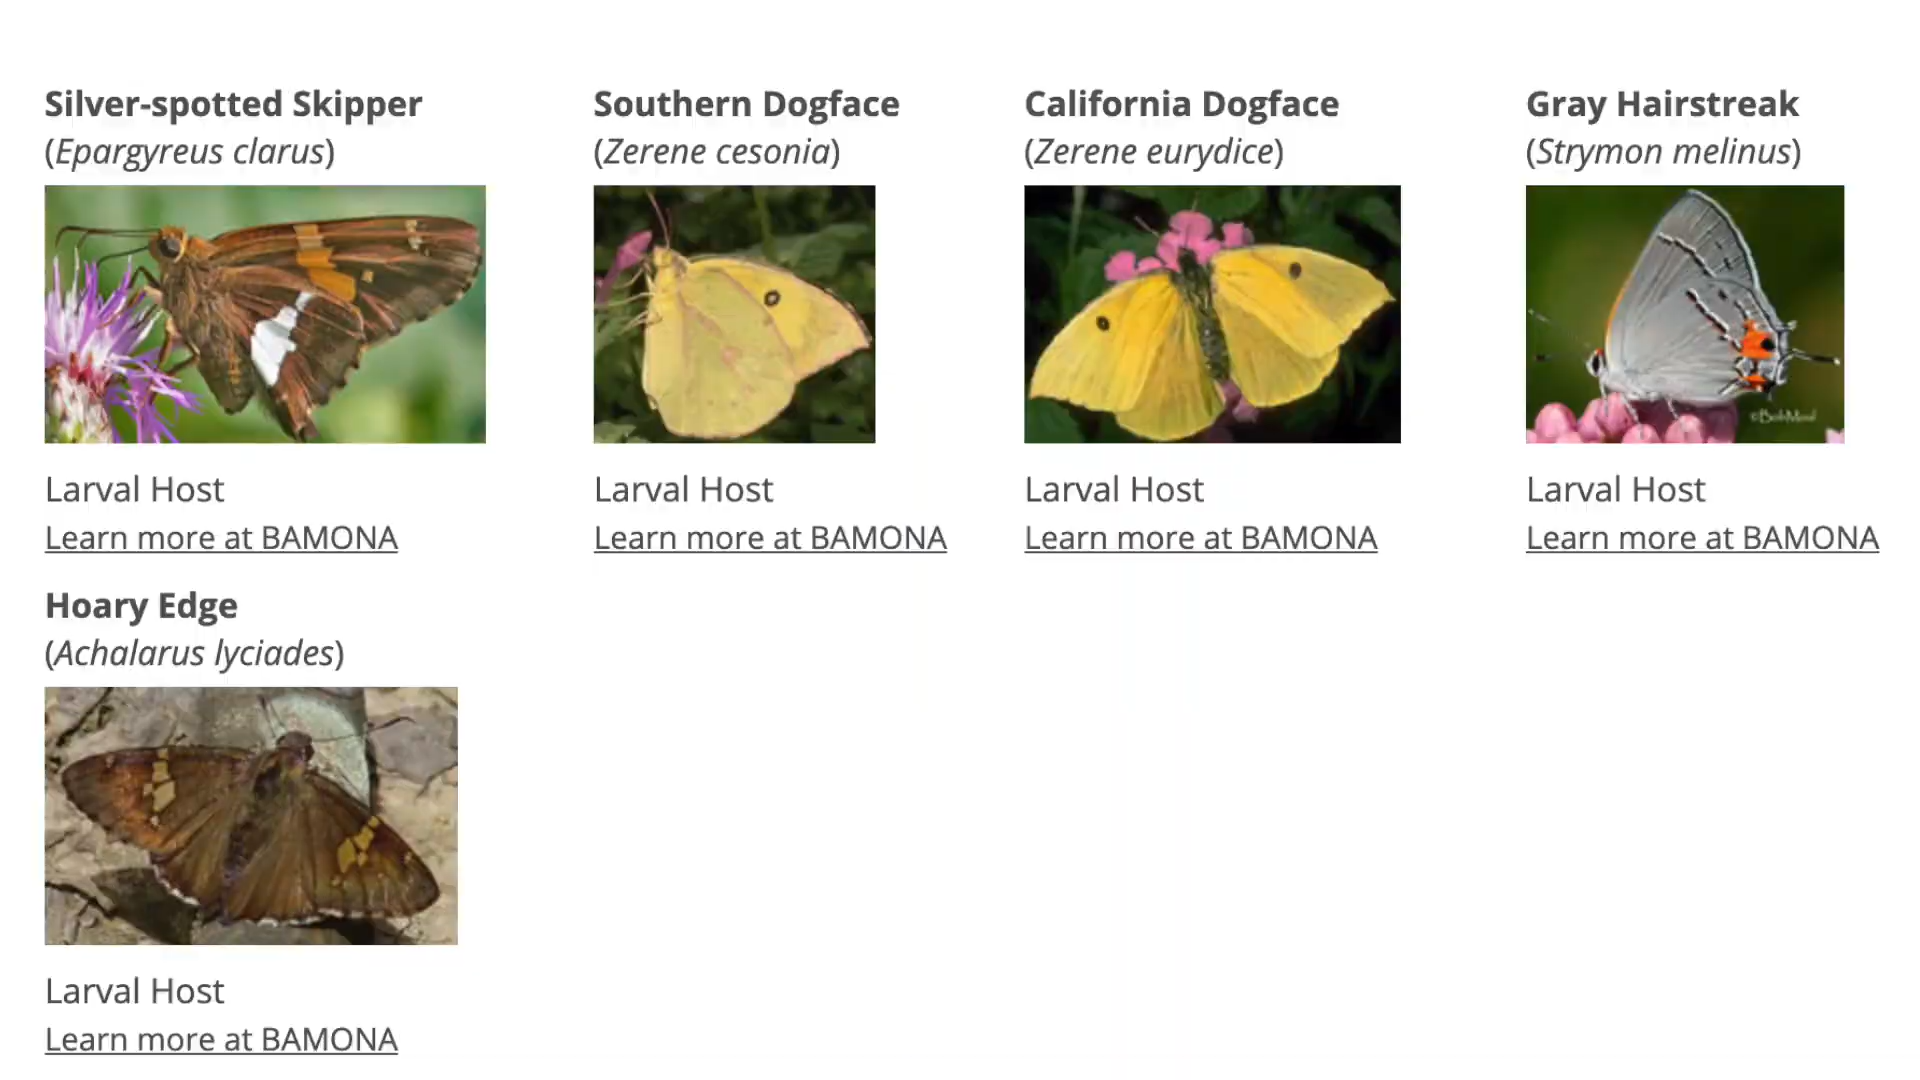 Silver-spotted Skipper
(Epargyreus clarus)
Larval Host
Learn more at BAMONA
Southern Dogface
(Zerene cesonia)
Larval Host
Learn more at BAMONA
California Dogface
(Zerene eurydice)
Larval Host
Learn more at BAMONA
Gray Hairstreak
(Strymon melinus)
Larval Host
Learn more at BAMONA
Hoary Edge
(Achalarus lyciades)
Larval Host
Learn more at BAMONA